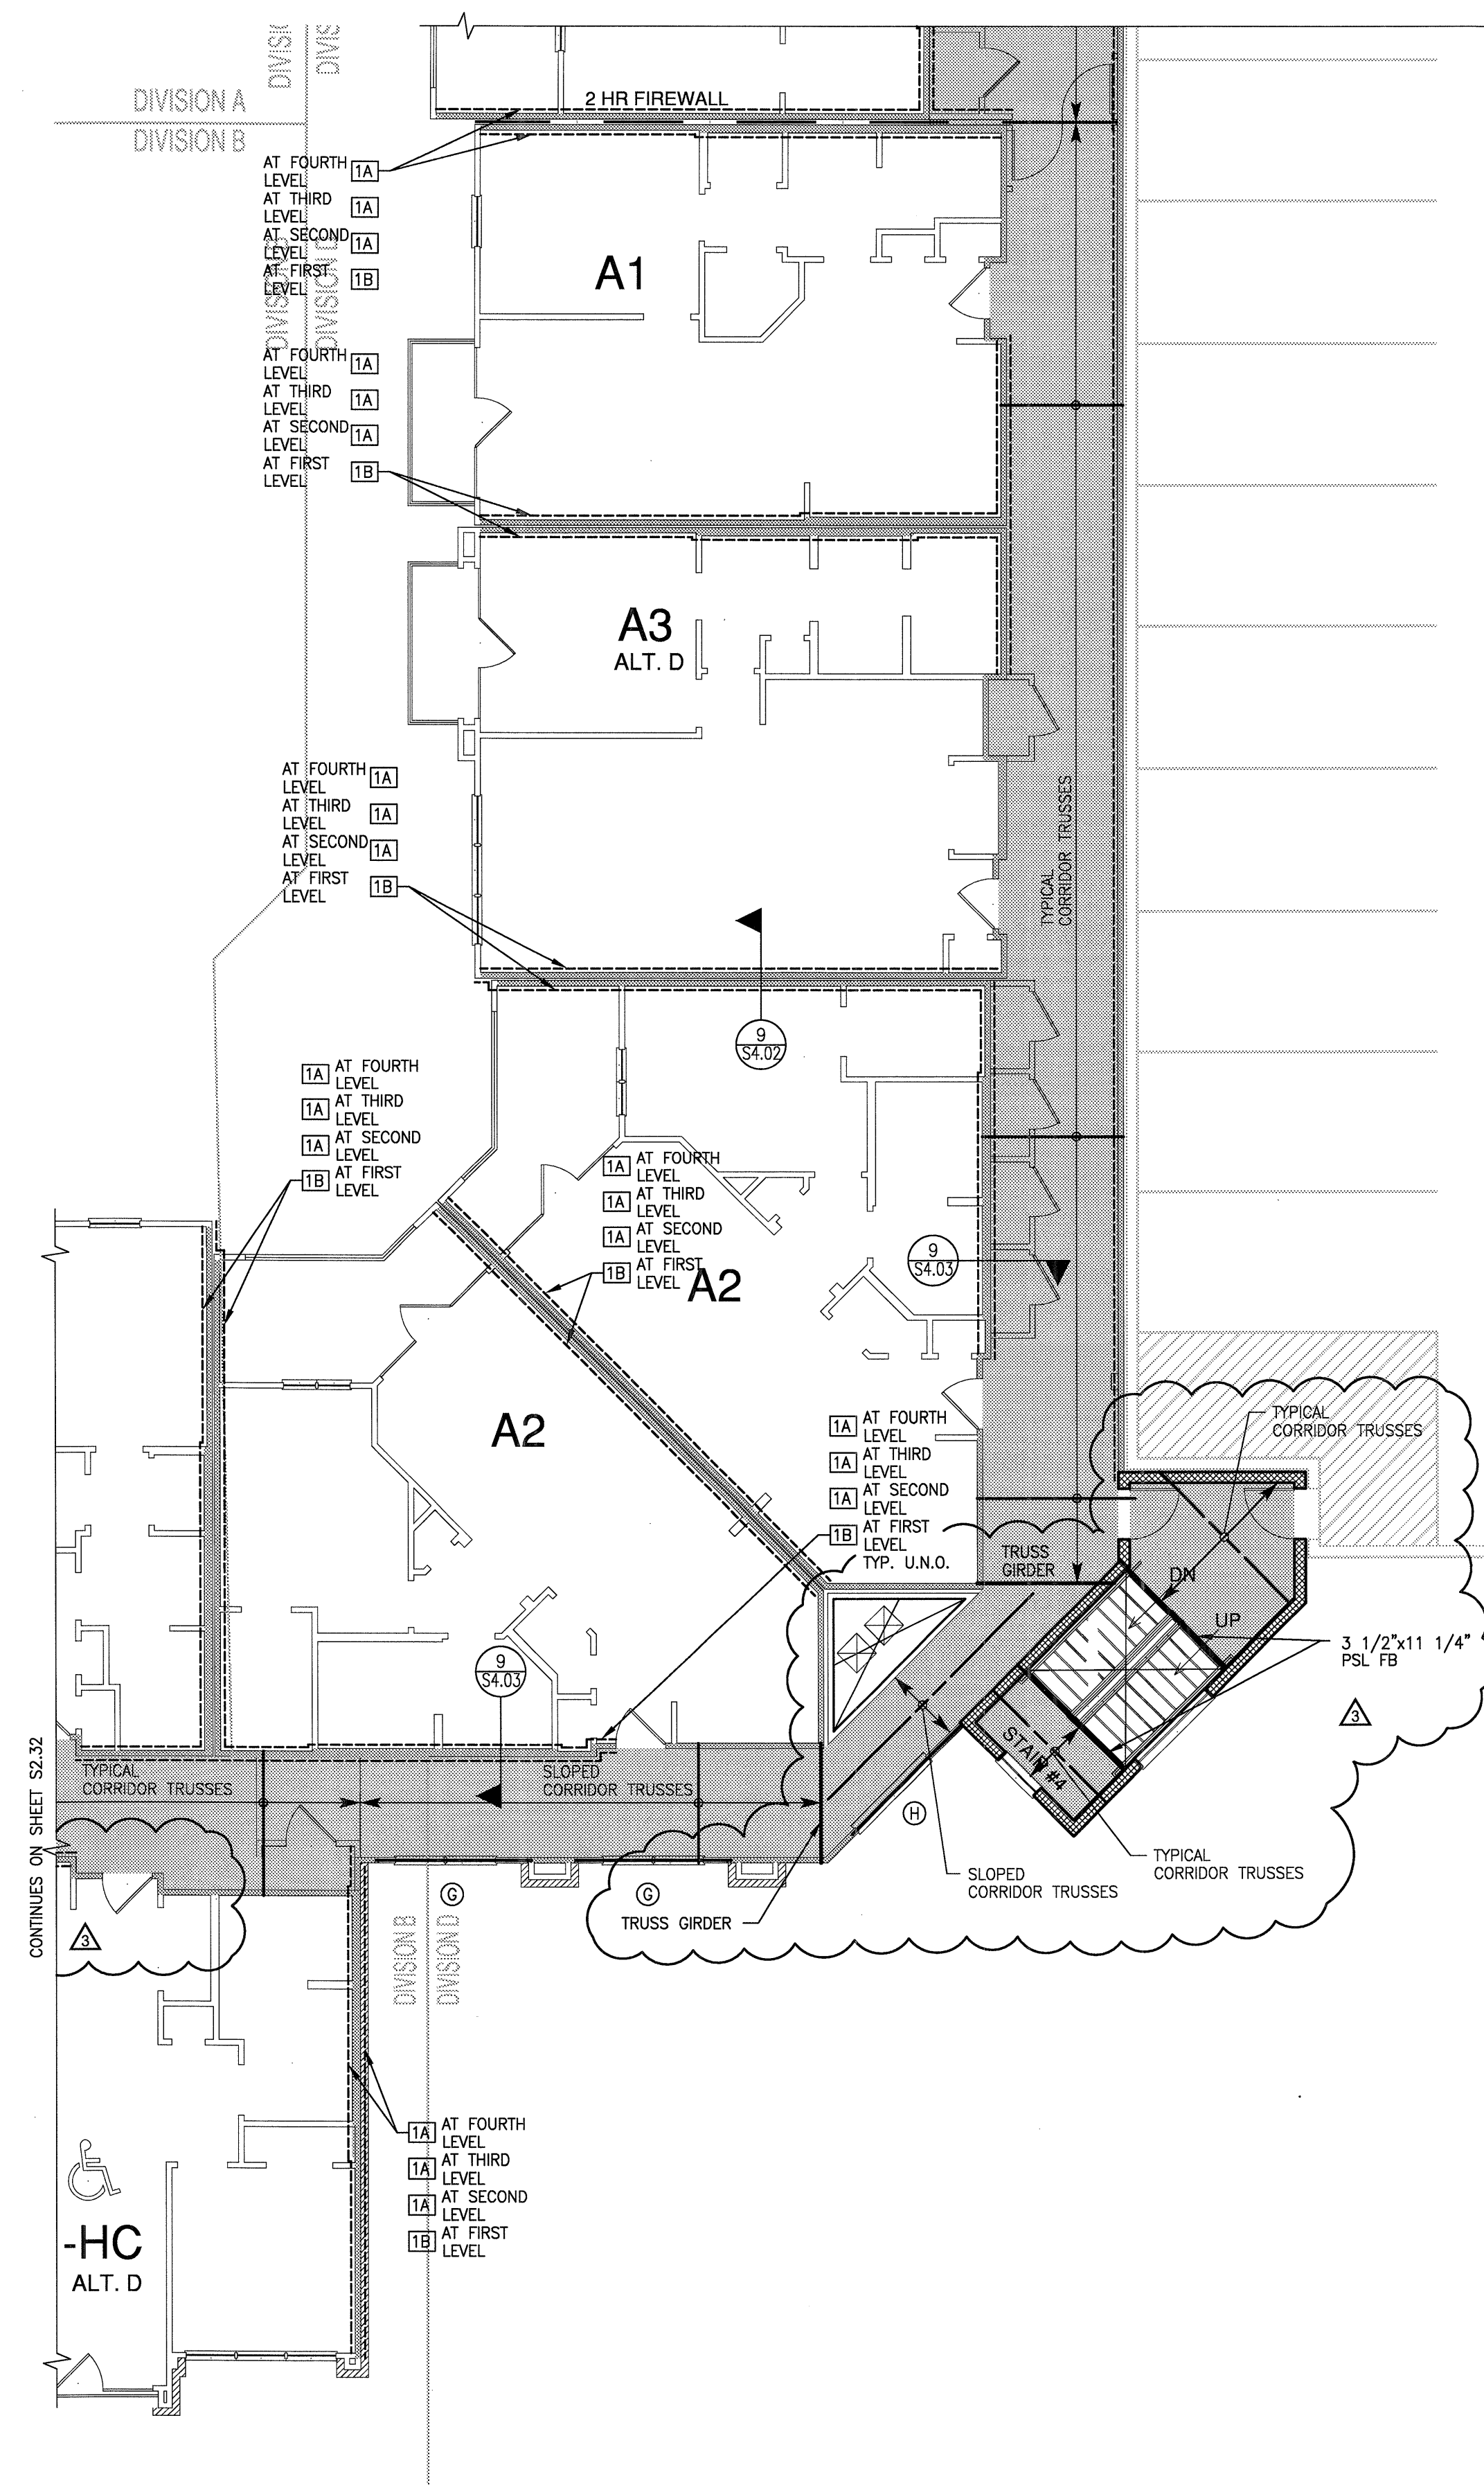 DIVISION
DIVISION
DIVISION A
DIVISION B
2 HR FIREWALL
AT FOURTH
LEVEL
1A
AT THIRD
LEVEL
1A
AT SECOND
LEVEL
1A
AT FIRST
LEVEL
1B
DIVISION B
DIVISION D
A1
AT FOURTH
LEVEL
1A
AT THIRD
LEVEL
1A
AT SECOND
LEVEL
1A
AT FIRST
LEVEL
1B
A3
ALT. D
AT FOURTH
LEVEL
1A
AT THIRD
LEVEL
1A
AT SECOND
LEVEL
1A
AT FIRST
LEVEL
1B
TYPICAL
CORRIDOR TRUSSES
9
S4.02
1A AT FOURTH
LEVEL
1A AT THIRD
LEVEL
1A AT SECOND
LEVEL
1B AT FIRST
LEVEL
1A AT FOURTH
LEVEL
1A AT THIRD
LEVEL
1A AT SECOND
LEVEL
1B AT FIRST
LEVEL
A2
9
S4.03
A2
1A AT FOURTH
LEVEL
1A AT THIRD
LEVEL
1A AT SECOND
LEVEL
1B AT FIRST
LEVEL
TYP. U.N.O.
TYPICAL
CORRIDOR TRUSSES
TRUSS
GIRDER
DN
UP
3 1/2"x11 1/4"
PSL FB
3
STAIR #4
9
S4.03
CONTINUES ON SHEET S2.32
TYPICAL
CORRIDOR TRUSSES
SLOPED
CORRIDOR TRUSSES
H
TYPICAL
CORRIDOR TRUSSES
SLOPED
CORRIDOR TRUSSES
G
G
TRUSS GIRDER
3
DIVISION B
DIVISION D
1A AT FOURTH
LEVEL
1A AT THIRD
LEVEL
1A AT SECOND
LEVEL
1B AT FIRST
LEVEL
-HC
ALT. D